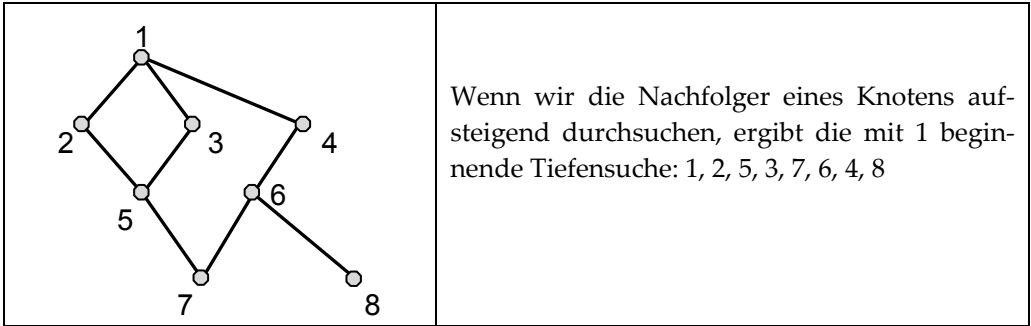 1
2
3
4
5
6
7
8
Wenn wir die Nachfolger eines Knotens auf-
steigend durchsuchen, ergibt die mit 1 begin-
nende Tiefensuche: 1, 2, 5, 3, 7, 6, 4, 8